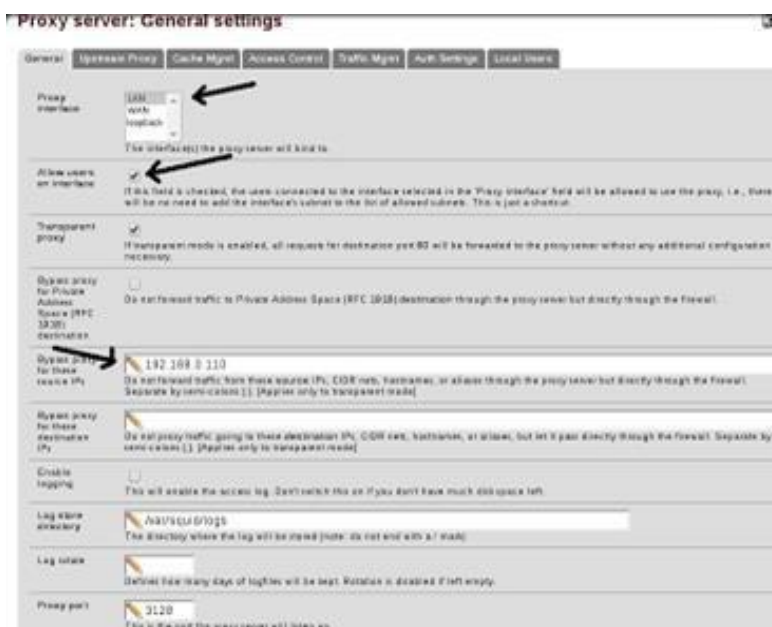 Proxy server: General settings
General Upstream Proxy Cache Mgmt Access Control Traffic Mgmt Auth Settings Local Users
Proxy interface
LAN
WAN
loopback
The interface(s) the proxy server will bind to.
Allow users on interface
If this field is checked, the users connected to the interface selected in the 'Proxy interface' field will be allowed to use the proxy, i.e., there
will be no need to add the interface's subnet to the list of allowed subnets. This is just a shortcut.
Transparent proxy
If transparent mode is enabled, all requests for destination port 80 will be forwarded to the proxy server without any additional configuration
necessary.
Bypass proxy for Private Address Space (RFC 1918) destination
Do not forward traffic to Private Address Space (RFC 1918) destination through the proxy server but directly through the firewall.
Bypass proxy for these source IPs
192.168.0.110
Do not forward traffic from these source IPs, CIDR nets, hostnames, or aliases through the proxy server but directly through the firewall.
Separate by semi-colons (;). [Applies only to transparent mode]
Bypass proxy for these destination IPs
Do not proxy traffic going to these destination IPs, CIDR nets, hostnames, or aliases, but let it pass directly through the firewall. Separate by
semi-colons (;). [Applies only to transparent mode]
Enable logging
This will enable the access log. Don't switch this on if you don't have much disk space left.
Log store directory
/var/squid/logs
The directory where the log will be stored (note: do not end with a / mark)
Log rotate
Defines how many days of logfiles will be kept. Rotation is disabled if left empty.
Proxy port
3128
This is the port the proxy server will listen on.